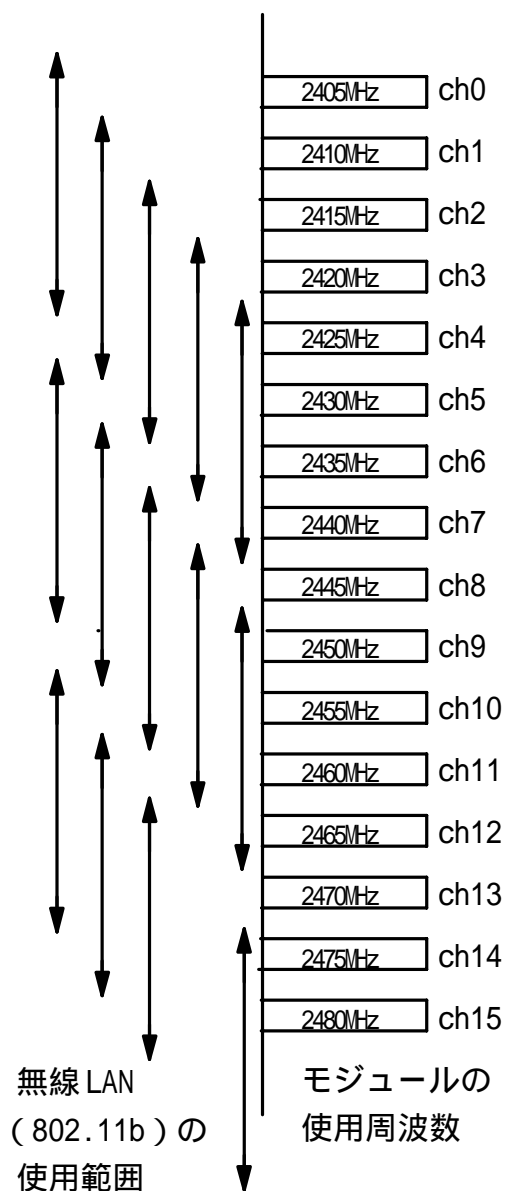 2405MHz ch0
2410MHz ch1
2415MHz ch2
2420MHz ch3
2425MHz ch4
2430MHz ch5
2435MHz ch6
2440MHz ch7
2445MHz ch8
2450MHz ch9
2455MHz ch10
2460MHz ch11
2465MHz ch12
2470MHz ch13
2475MHz ch14
2480MHz ch15
無線LAN
（802.11b）の
使用範囲
モジュールの
使用周波数